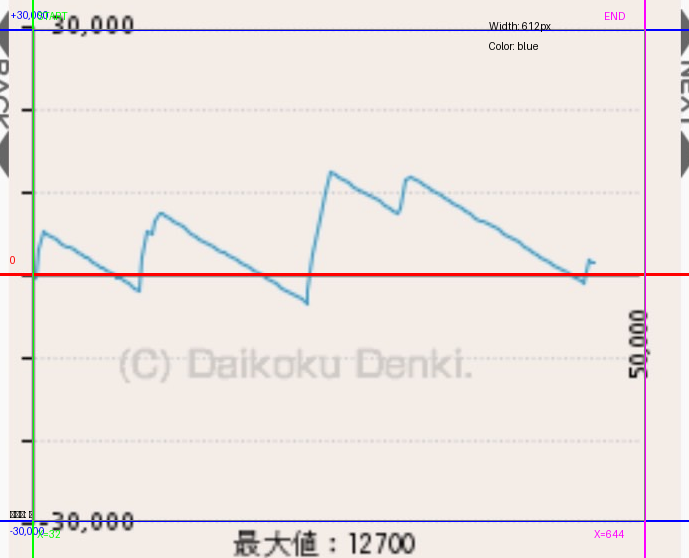 +30,000
START
30,000
END
Width: 612px
Color: blue
BACK
NEXT
0
50,000
(C) Daikoku Denki.
-30,000
-30,000
X=32
X=644
最大値：12700